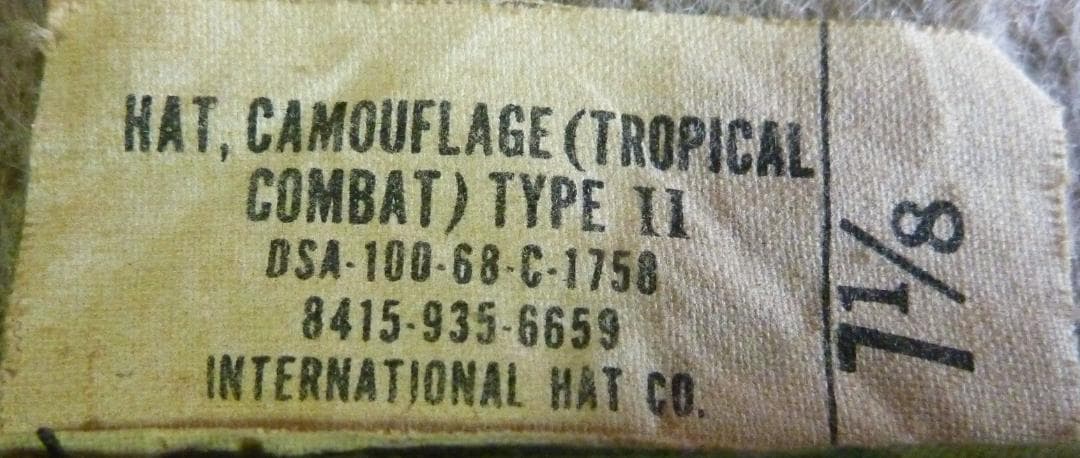 HAT, CAMOUFLAGE (TROPICAL
COMBAT) TYPE II
DSA-100-68-C-1758
8415-935-6659
INTERNATIONAL HAT CO.
7 1/8